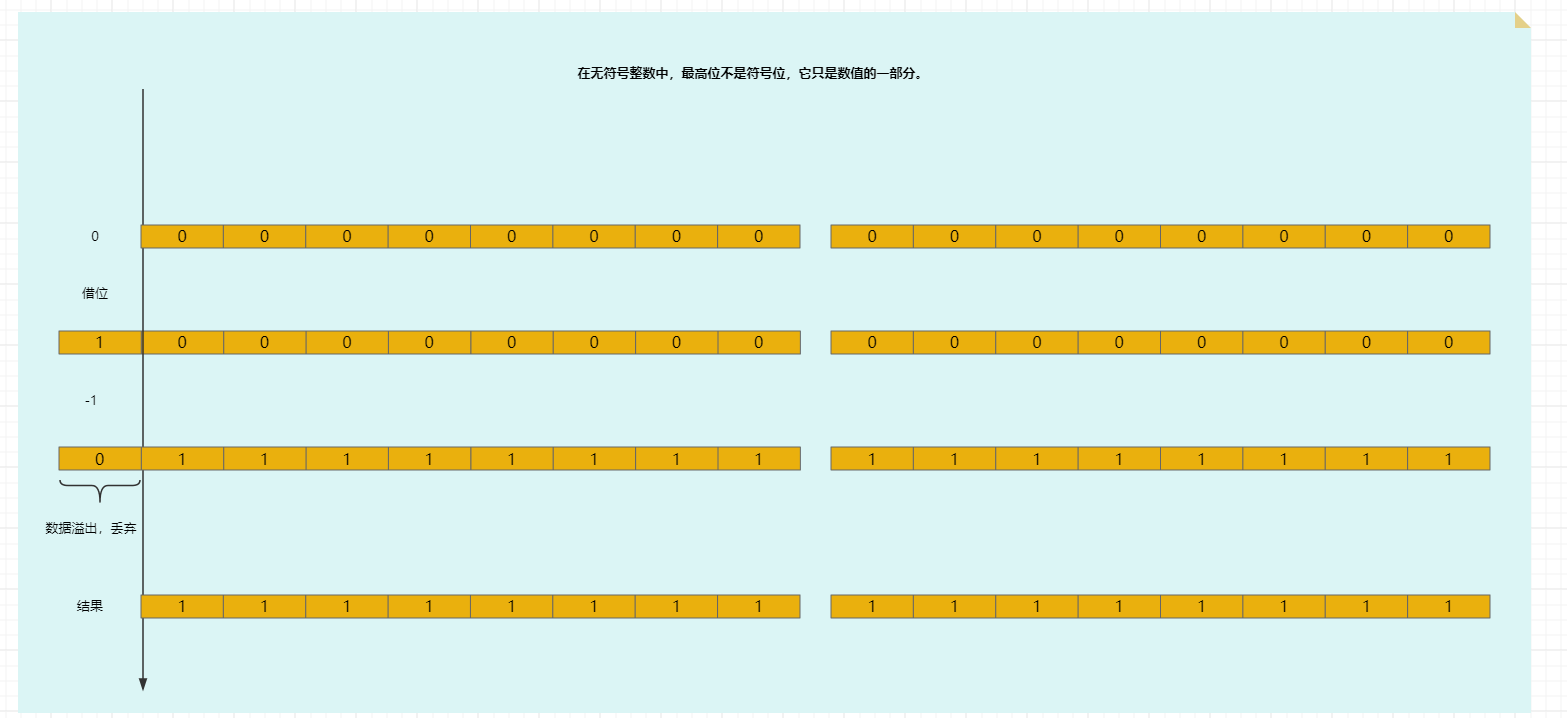 在无符号整数中，最高位不是符号位，它只是数值的一部分。
0 0 0 0 0 0 0 0 0 0 0 0 0 0 0 0 0
借位
1 0 0 0 0 0 0 0 0 0 0 0 0 0 0 0 0
-1
0 1 1 1 1 1 1 1 1 1 1 1 1 1 1 1 1
数据溢出，丢弃
结果 1 1 1 1 1 1 1 1 1 1 1 1 1 1 1 1